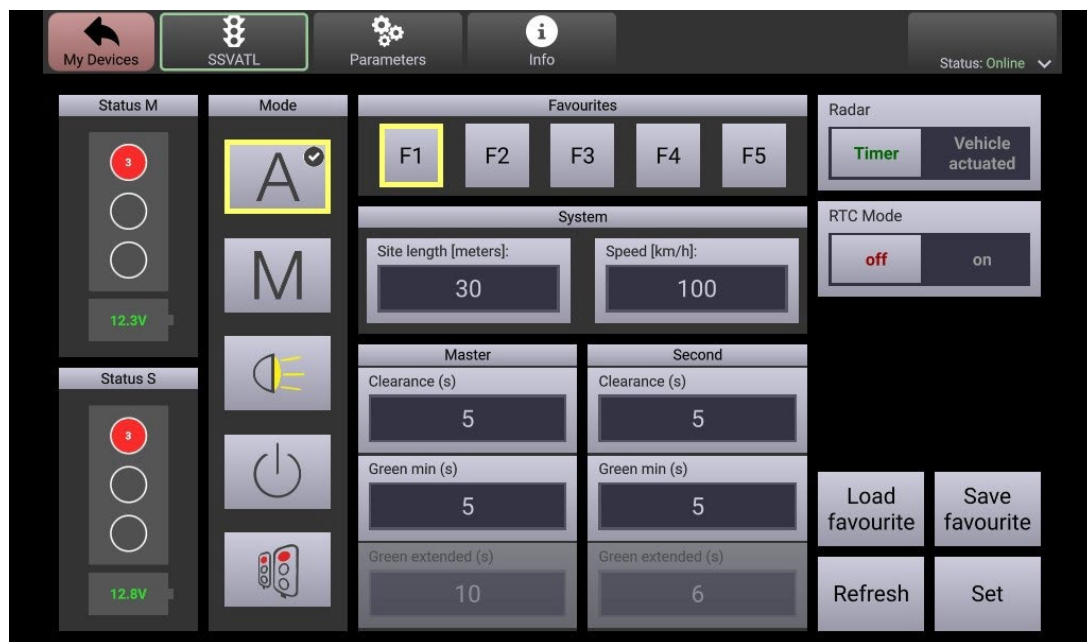 My Devices
SSVATL
Parameters
Info
Status: Online
Status M
3
12.3V
Status S
3
12.8V
Mode
A
M
Favourites
F1 F2 F3 F4 F5
System
Site length [meters]:
30
Speed [km/h]:
100
Master
Clearance (s)
5
Green min (s)
5
Green extended (s)
10
Second
Clearance (s)
5
Green min (s)
5
Green extended (s)
6
Radar
Timer
Vehicle
actuated
RTC Mode
off
on
Load
favourite
Save
favourite
Refresh
Set